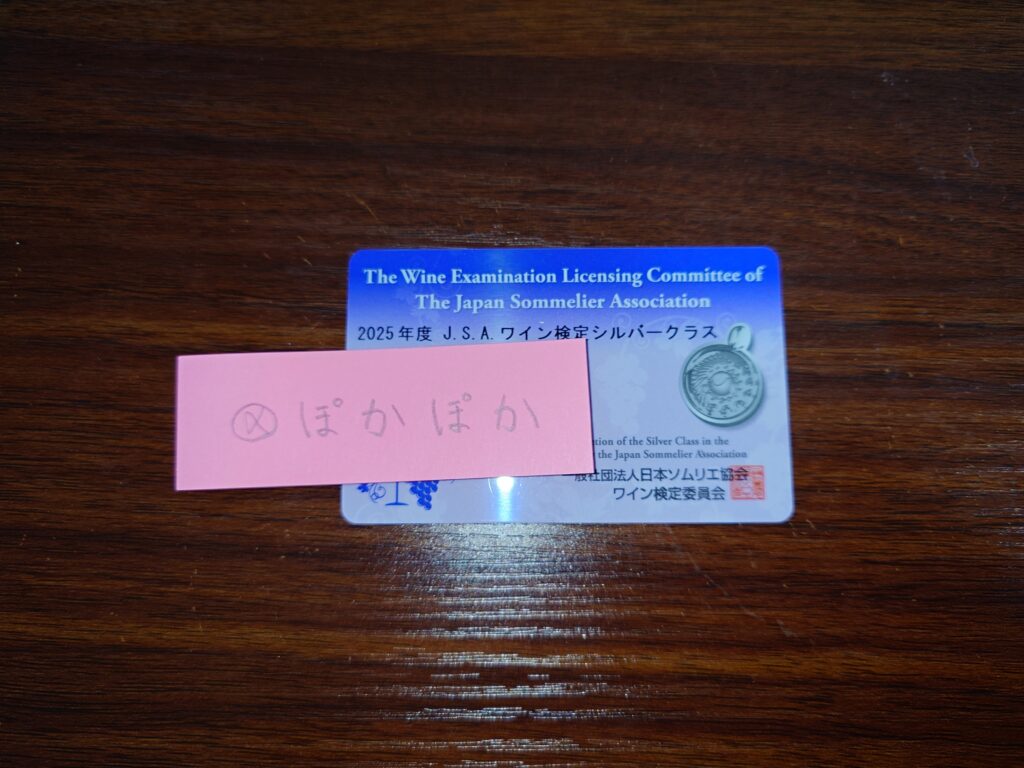 The Wine Examination Licensing Committee of
The Japan Sommelier Association
2025年度 J.S.A.ワイン検定シルバークラス
ぽかぽか
tion of the Silver Class in the
the Japan Sommelier Association
般社団法人日本ソムリエ協会
ワイン検定委員会